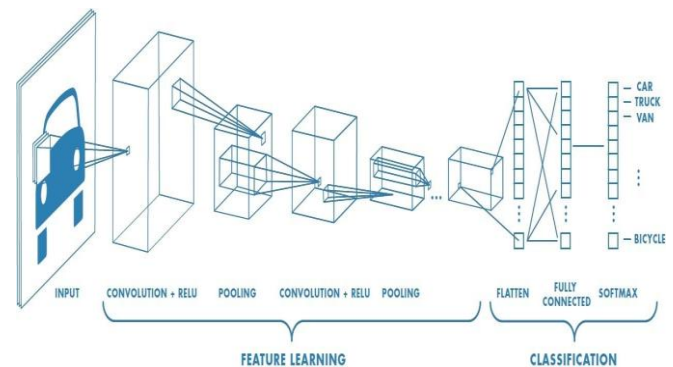 CAR
TRUCK
VAN
BICYCLE
INPUT
CONVOLUTION + RELU
POOLING
CONVOLUTION + RELU
POOLING
FLATTEN
FULLY
CONNECTED
SOFTMAX
FEATURE LEARNING
CLASSIFICATION